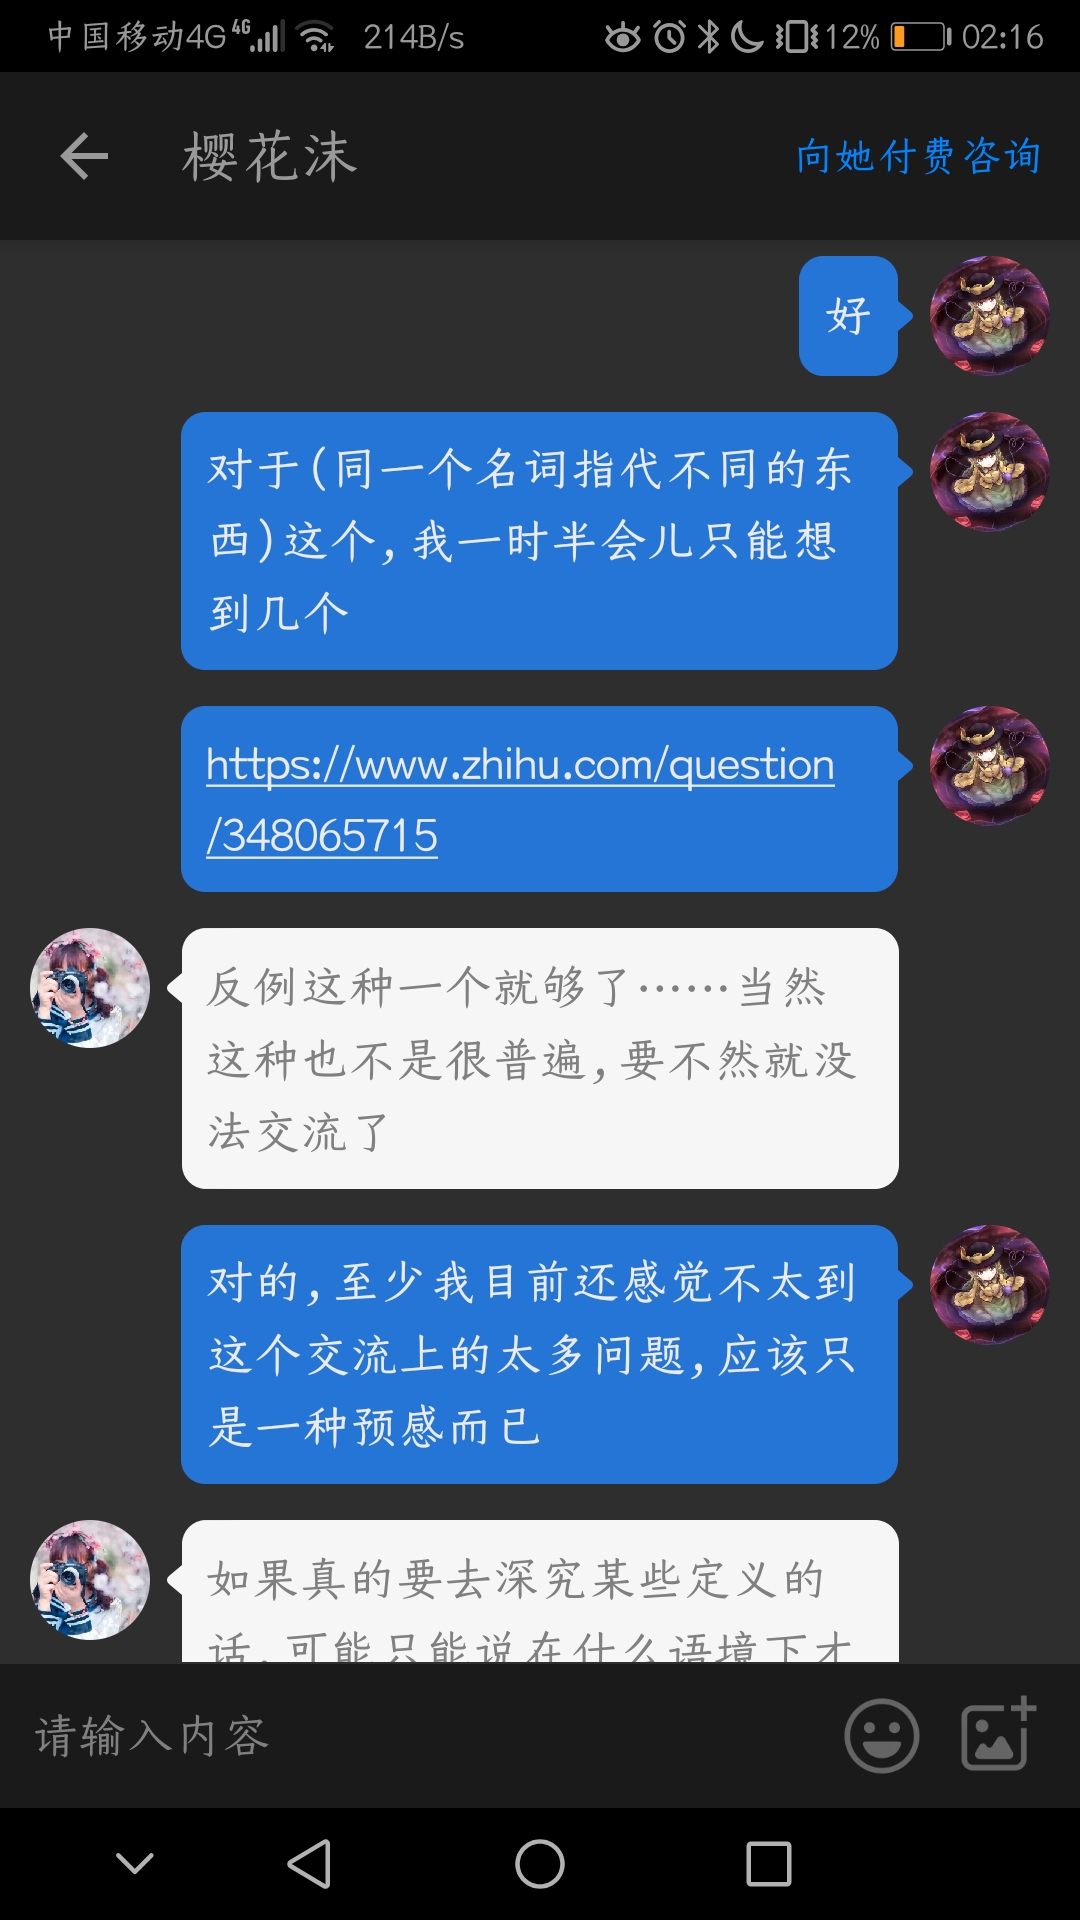 中国移动4G 4G 214B/s 12% 02:16
樱花沫 向她付费咨询
好
对于(同一个名词指代不同的东
西)这个,我一时半会儿只能想
到几个
https://www.zhihu.com/question
/348065715
反例这种一个就够了……当然
这种也不是很普遍,要不然就没
法交流了
对的,至少我目前还感觉不太到
这个交流上的太多问题,应该只
是一种预感而已
如果真的要去深究某些定义的
话,可能只能说在什么语境下才
请输入内容